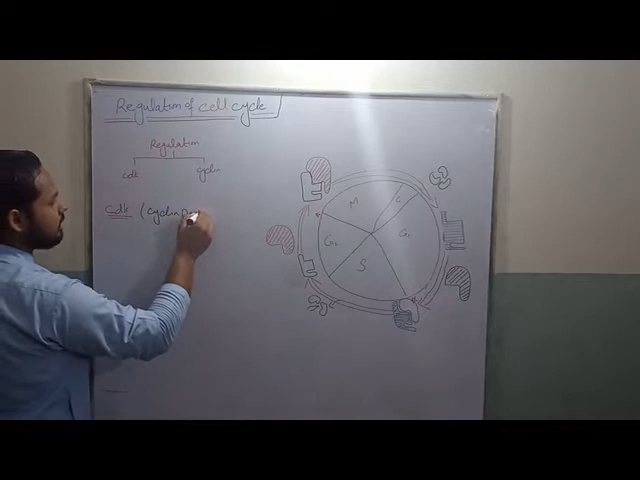 Regulation of cell cycle
Regulation
cdk cyclin
cdk (cyclin
M
C
G₁
S
G₂